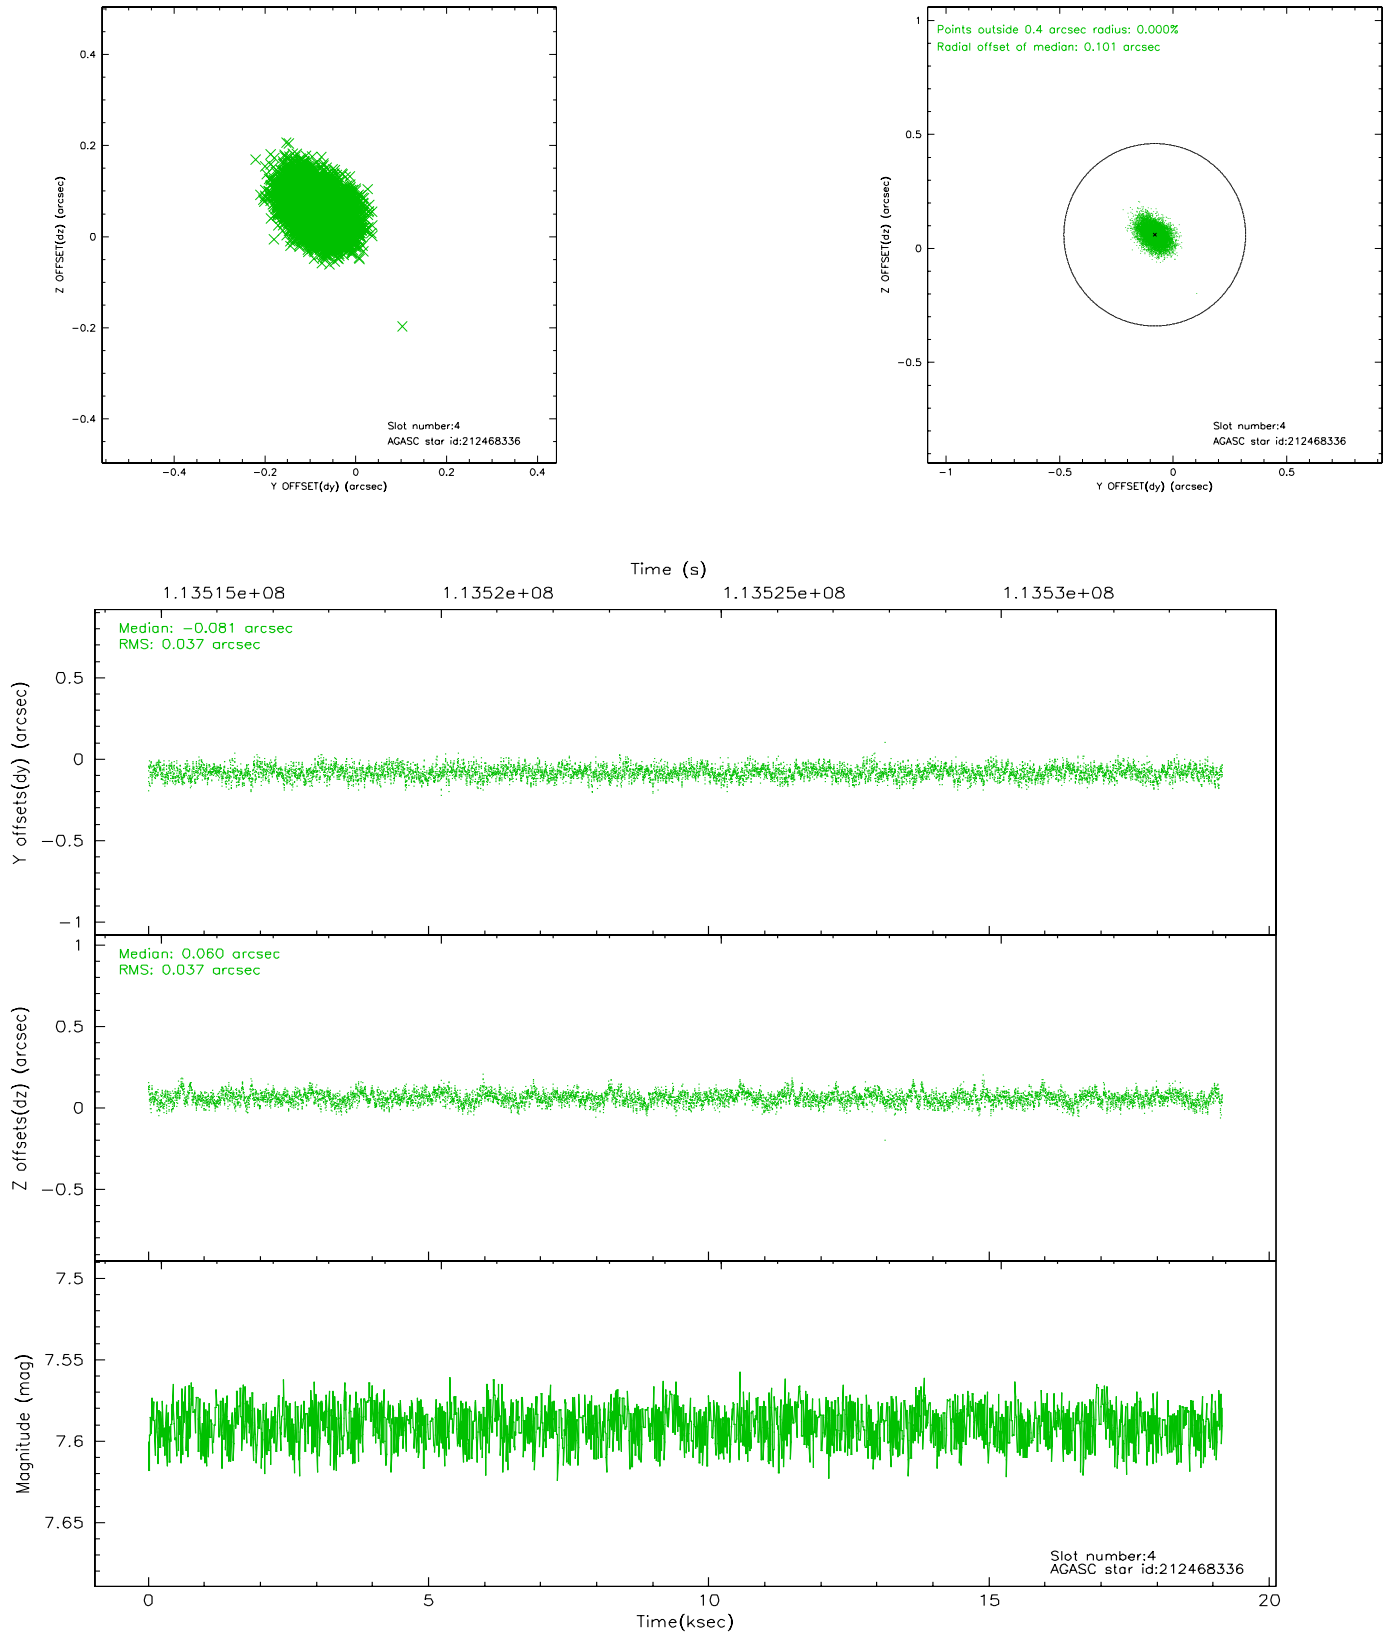 0.4
0.2
0
−0.2
−0.4
Z OFFSET(dz) (arcsec)
Slot number:4
AGASC star id:212468336
−0.4 −0.2 0 0.2 0.4
Y OFFSET(dy) (arcsec)
Points outside 0.4 arcsec radius: 0.000%
Radial offset of median: 0.101 arcsec
1
0.5
0
−0.5
Z OFFSET(dz) (arcsec)
Slot number:4
AGASC star id:212468336
−1 −0.5 0 0.5
Y OFFSET(dy) (arcsec)
Time (s)
1.13515e+08 1.1352e+08 1.13525e+08 1.1353e+08
Median: −0.081 arcsec
RMS: 0.037 arcsec
0.5
0
−0.5
−1
Y offsets(dy) (arcsec)
Median: 0.060 arcsec
RMS: 0.037 arcsec
1
0.5
0
−0.5
Z offsets(dz) (arcsec)
7.5
7.55
7.6
7.65
Magnitude (mag)
Slot number:4
AGASC star id:212468336
0 5 10 15 20
Time(ksec)